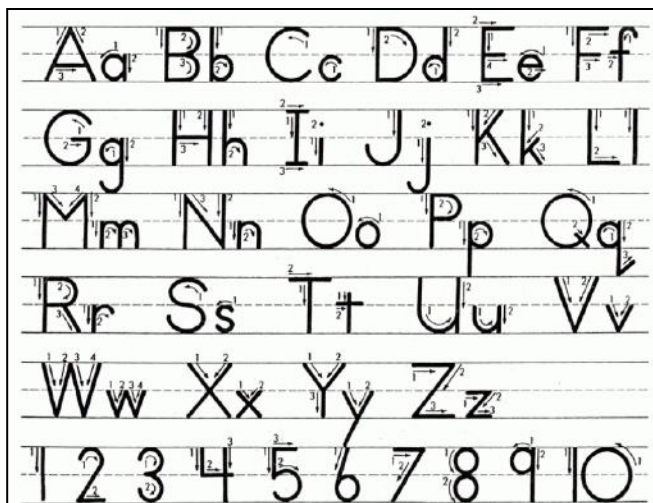 Aa Bb Cc Dd Ee Ff
Gg Hh Ii Jj Kk Ll
Mm Nn Oo Pp Qq
Rr Ss Tt Uu Vv
Ww Xx Yy Zz
1 2 3 4 5 6 7 8 9 10